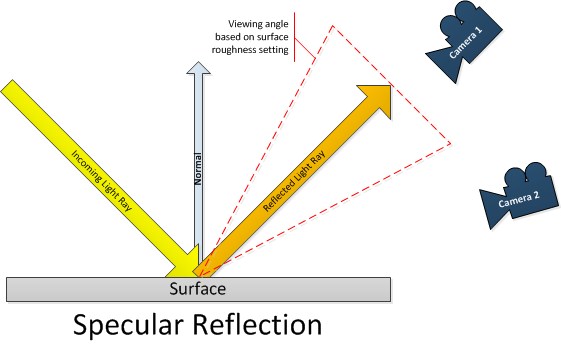 Viewing angle
based on surface
roughness setting
Camera 1
Incoming Light Ray
Normal
Reflected Light Ray
Camera 2
Surface
Specular Reflection